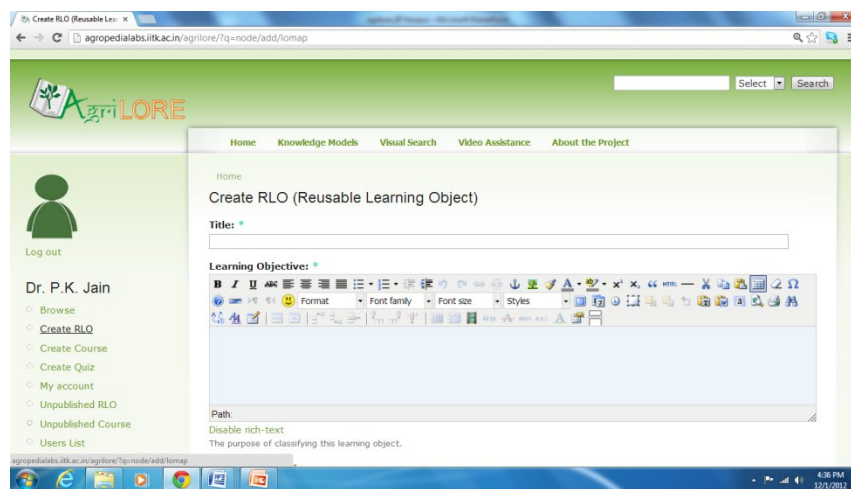 Create RLO (Reusable Lea
agropedialabs.iitk.ac.in/agrilore/?q=node/add/lomap
Select Search
Agriलोरे
Home Knowledge Models Visual Search Video Assistance About the Project
Home
Create RLO (Reusable Learning Object)
Title: *
Log out
Learning Objective: *
Dr. P.K. Jain
B I U ABC
Format Font family Font size Styles
Browse
Create RLO
Create Course
Create Quiz
My account
Unpublished RLO
Path:
Unpublished Course
Disable rich-text
Users List
The purpose of classifying this learning object.
agropedialabs.iitk.ac.in/agrilore/?q=node/add/lomap
4:36 PM
12/1/2012